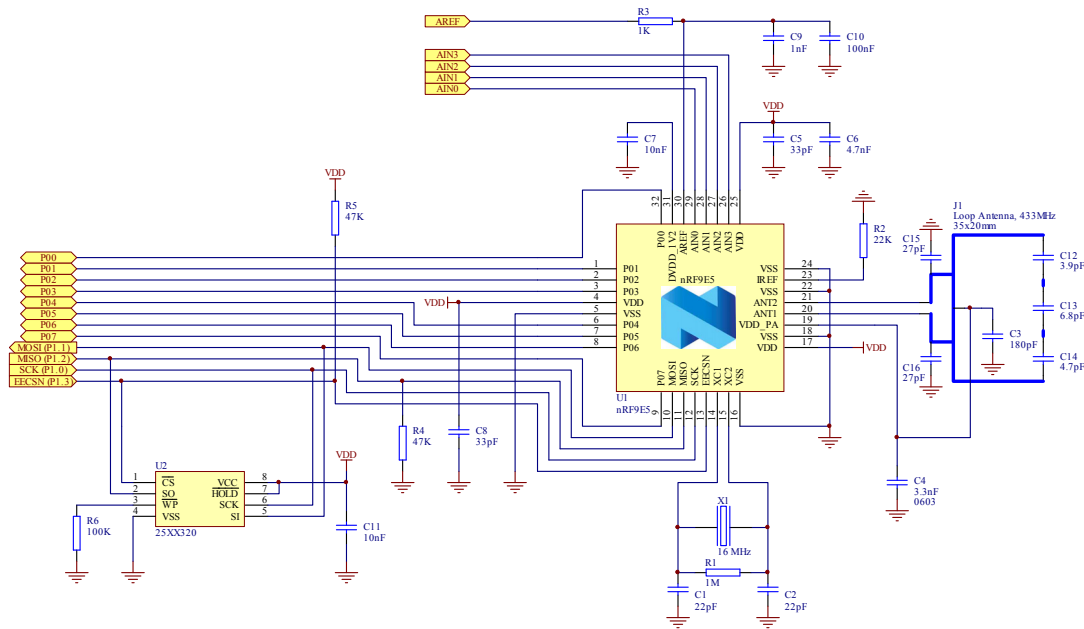 AREF
R3
1K
C9
1nF
C10
100nF
AIN3
AIN2
AIN1
AIN0
VDD
C7
10nF
C5
33pF
C6
4.7nF
VDD
R5
47K
32
31
30
29
28
27
26
25
P00
DVDD_1V2
AREF
AIN0
AIN1
AIN2
AIN3
VDD
R2
22K
J1
Loop Antenna, 433MHz
35x20mm
C15
27pF
C12
3.9pF
P00
P01
P02
P03
P04
P05
P06
P07
MOSI (P1.1)
MISO (P1.2)
SCK (P1.0)
EECSN (P1.3)
VDD
1
2
3
4
5
6
7
8
P01
P02
P03
VDD
VSS
P04
P05
P06
nRF9E5
VSS
IREF
VSS
ANT2
ANT1
VDD_PA
VSS
VDD
24
23
22
21
20
19
18
17
VDD
C13
6.8pF
C3
180pF
C14
4.7pF
C16
27pF
P07
MOSI
MISO
SCK
EECSN
XC1
XC2
VSS
U1
nRF9E5
9
10
11
12
13
14
15
16
R4
47K
C8
33pF
VDD
U2
1
2
3
4
CS
SO
WP
VSS
VCC
HOLD
SCK
SI
8
7
6
5
25XX320
R6
100K
C11
10nF
C4
3.3nF
0603
X1
16 MHz
R1
1M
C1
22pF
C2
22pF